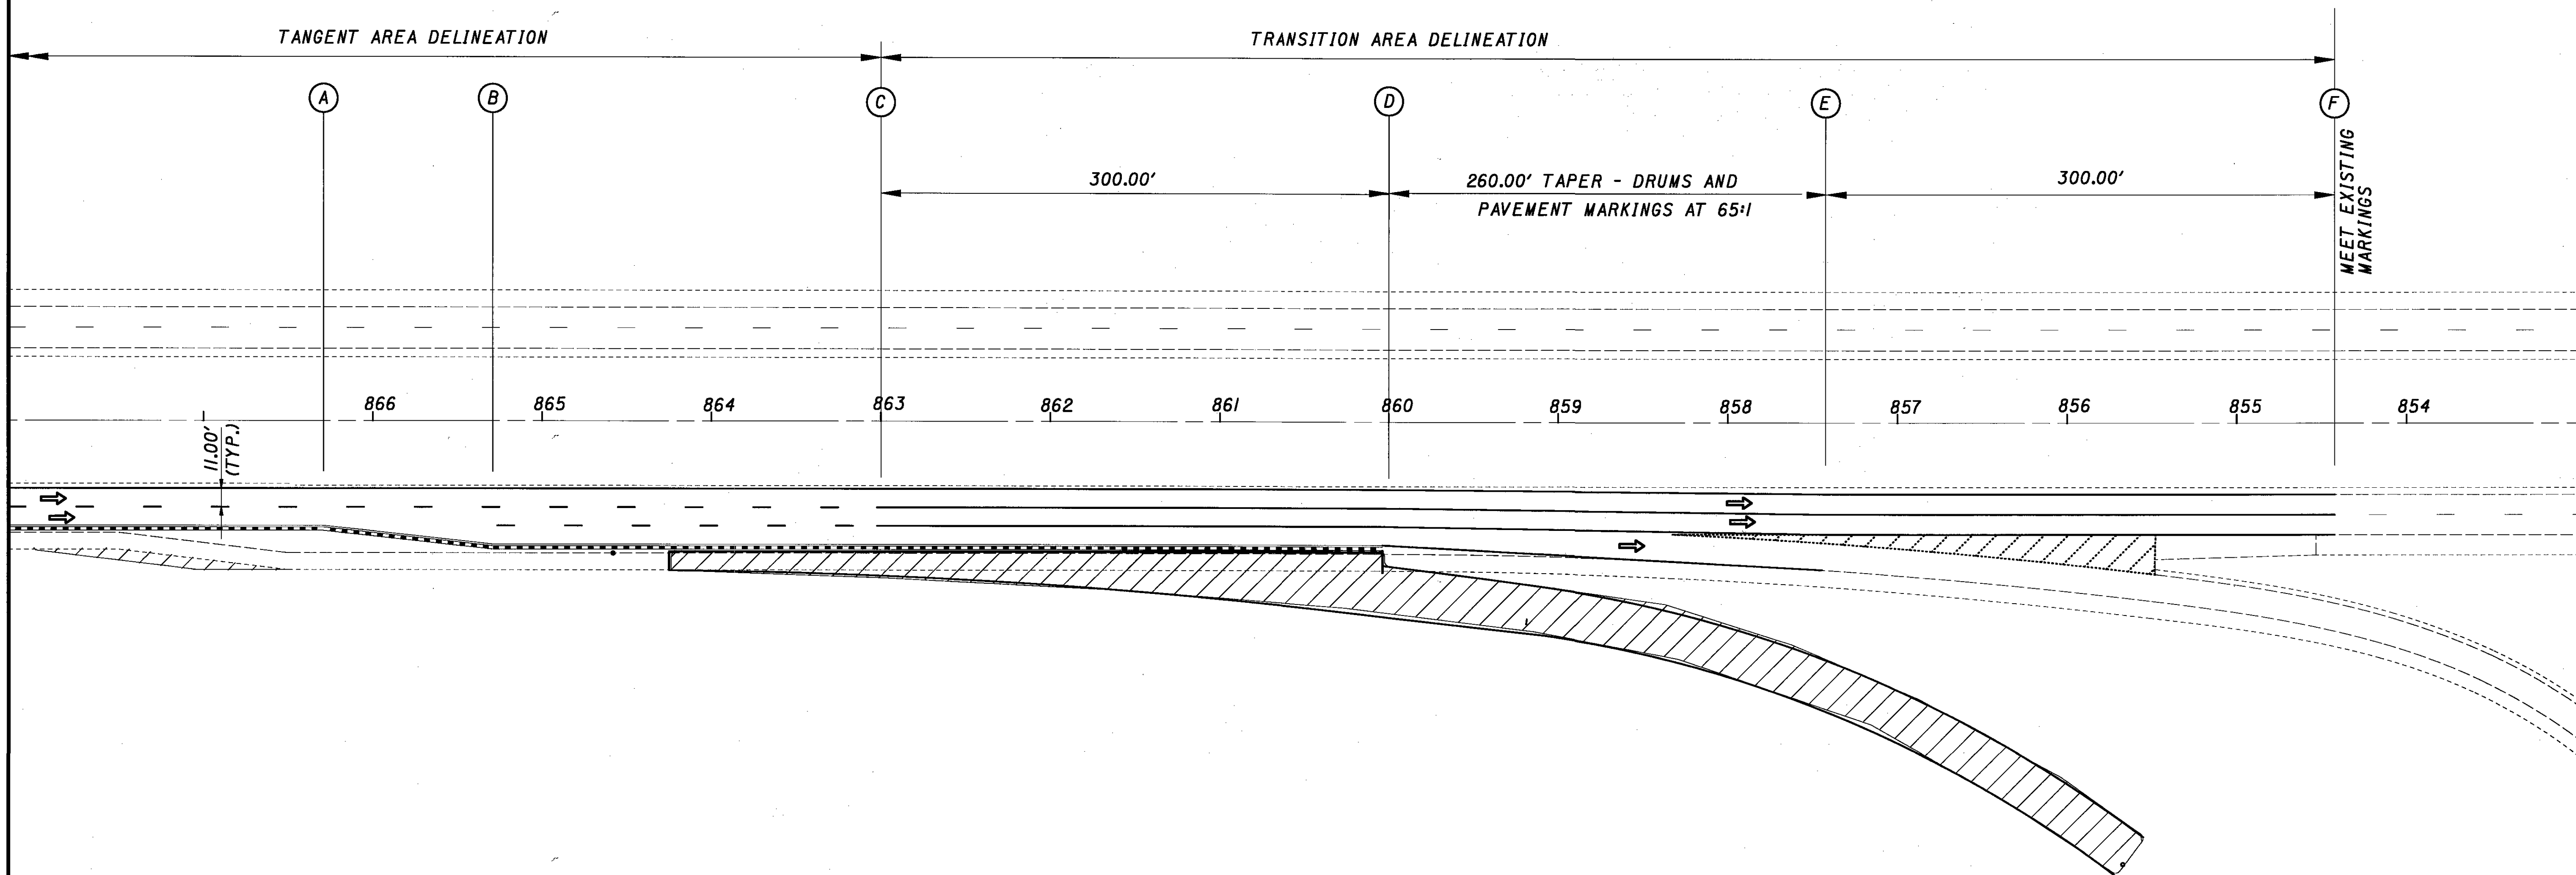 TANGENT AREA DELINEATION
TRANSITION AREA DELINEATION
A
B
C
D
E
F
MEET EXISTING
MARKINGS
300.00'
260.00' TAPER - DRUMS AND
PAVEMENT MARKINGS AT 65:1
300.00'
866
865
864
863
862
861
860
859
858
857
856
855
854
11.00'
(TYP.)